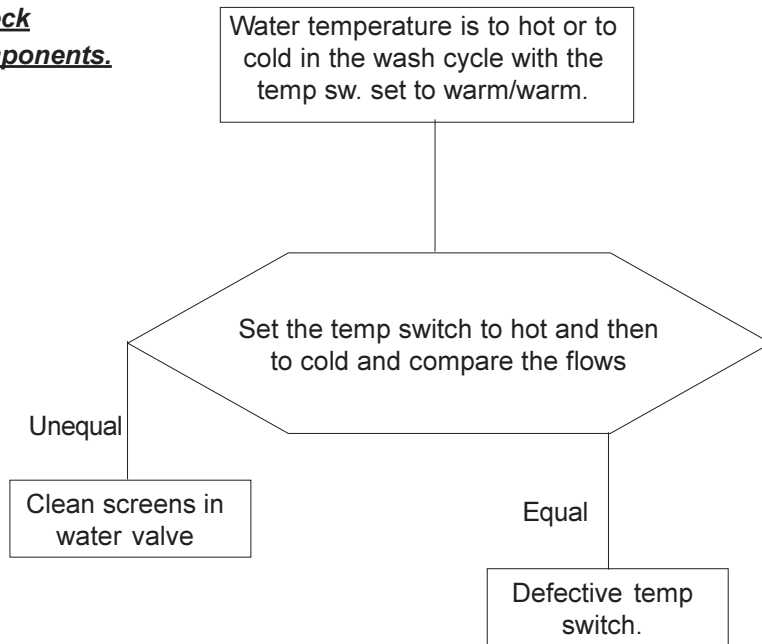 eck
ponents.
Water temperature is to hot or to
cold in the wash cycle with the
temp sw. set to warm/warm.
Set the temp switch to hot and then
to cold and compare the flows
Unequal
Clean screens in
water valve
Equal
Defective temp
switch.